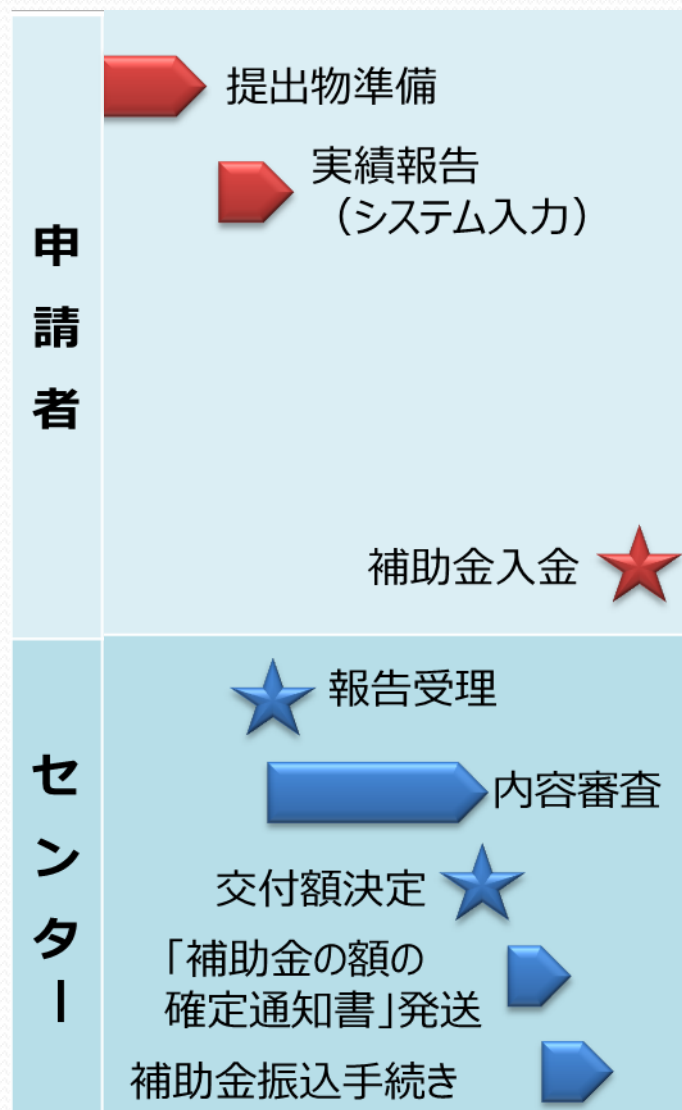 申請者
提出物準備
実績報告
（システム入力）
補助金入金
センター
報告受理
内容審査
交付額決定
「補助金の額の
確定通知書」発送
補助金振込手続き